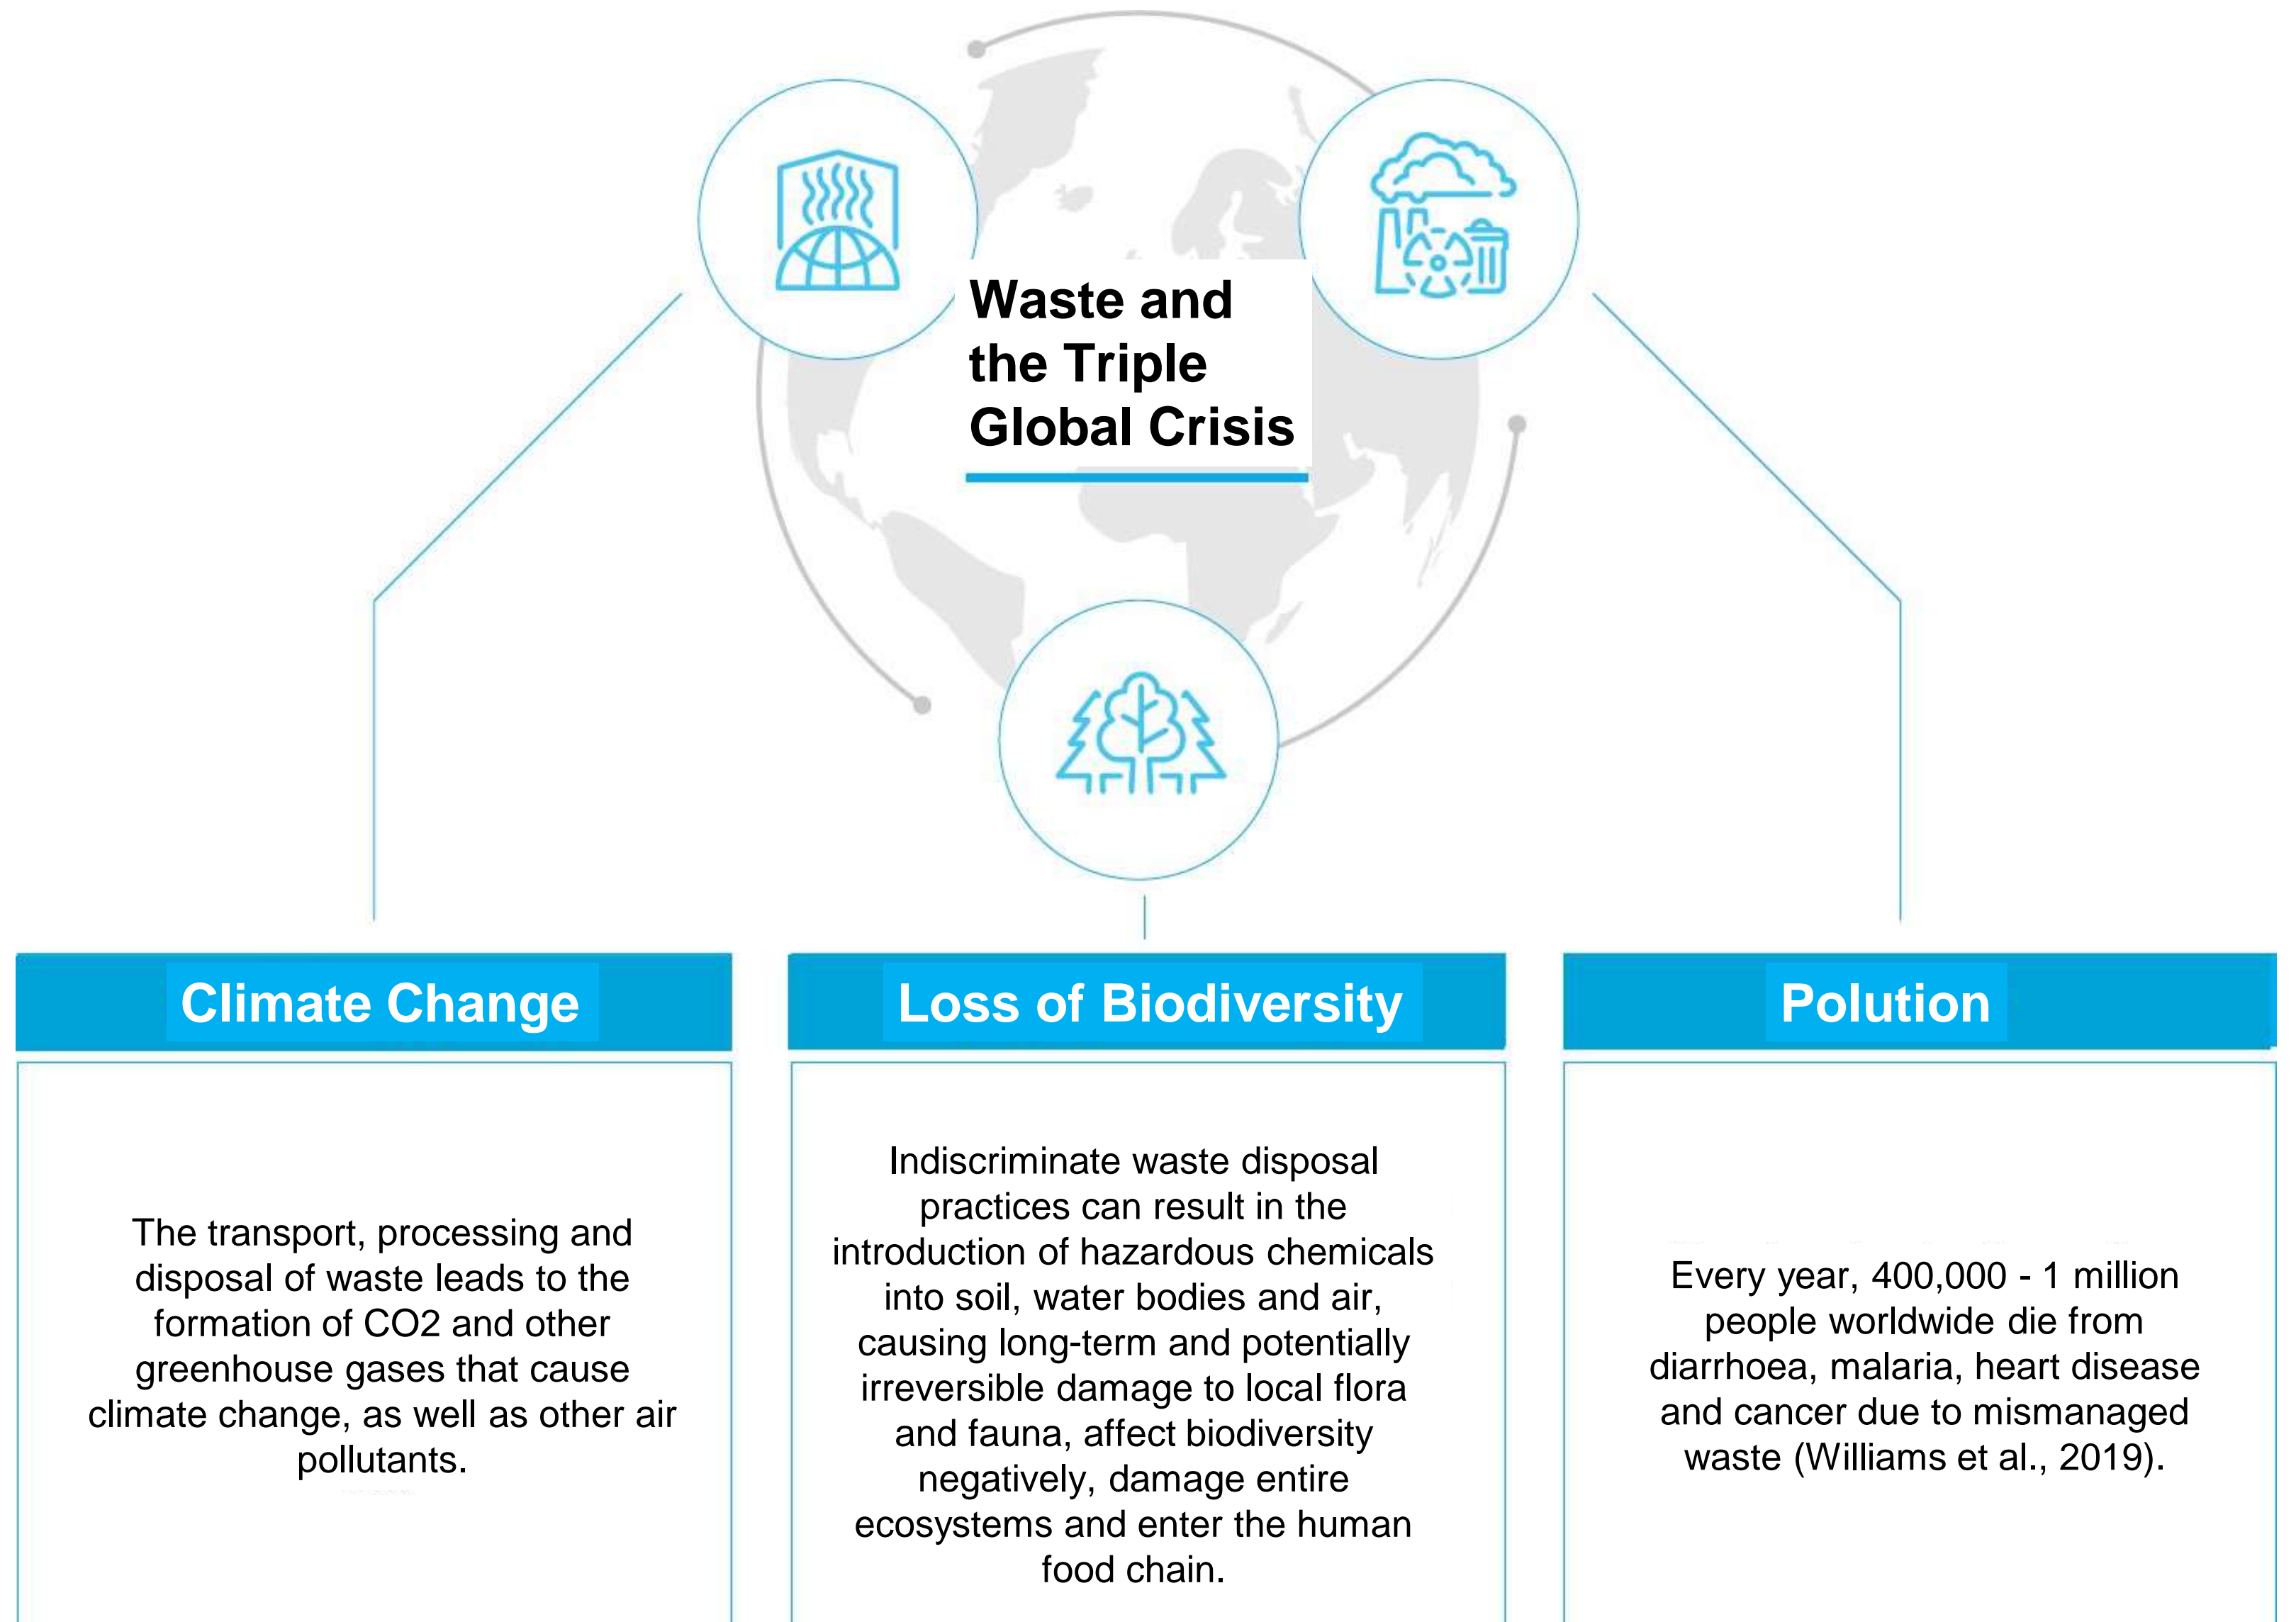 Waste and
the Triple
Global Crisis
Climate Change
The transport, processing and
disposal of waste leads to the
formation of CO2 and other
greenhouse gases that cause
climate change, as well as other air
pollutants.
Loss of Biodiversity
Indiscriminate waste disposal
practices can result in the
introduction of hazardous chemicals
into soil, water bodies and air,
causing long-term and potentially
irreversible damage to local flora
and fauna, affect biodiversity
negatively, damage entire
ecosystems and enter the human
food chain.
Polution
Every year, 400,000 - 1 million
people worldwide die from
diarrhoea, malaria, heart disease
and cancer due to mismanaged
waste (Williams et al., 2019).